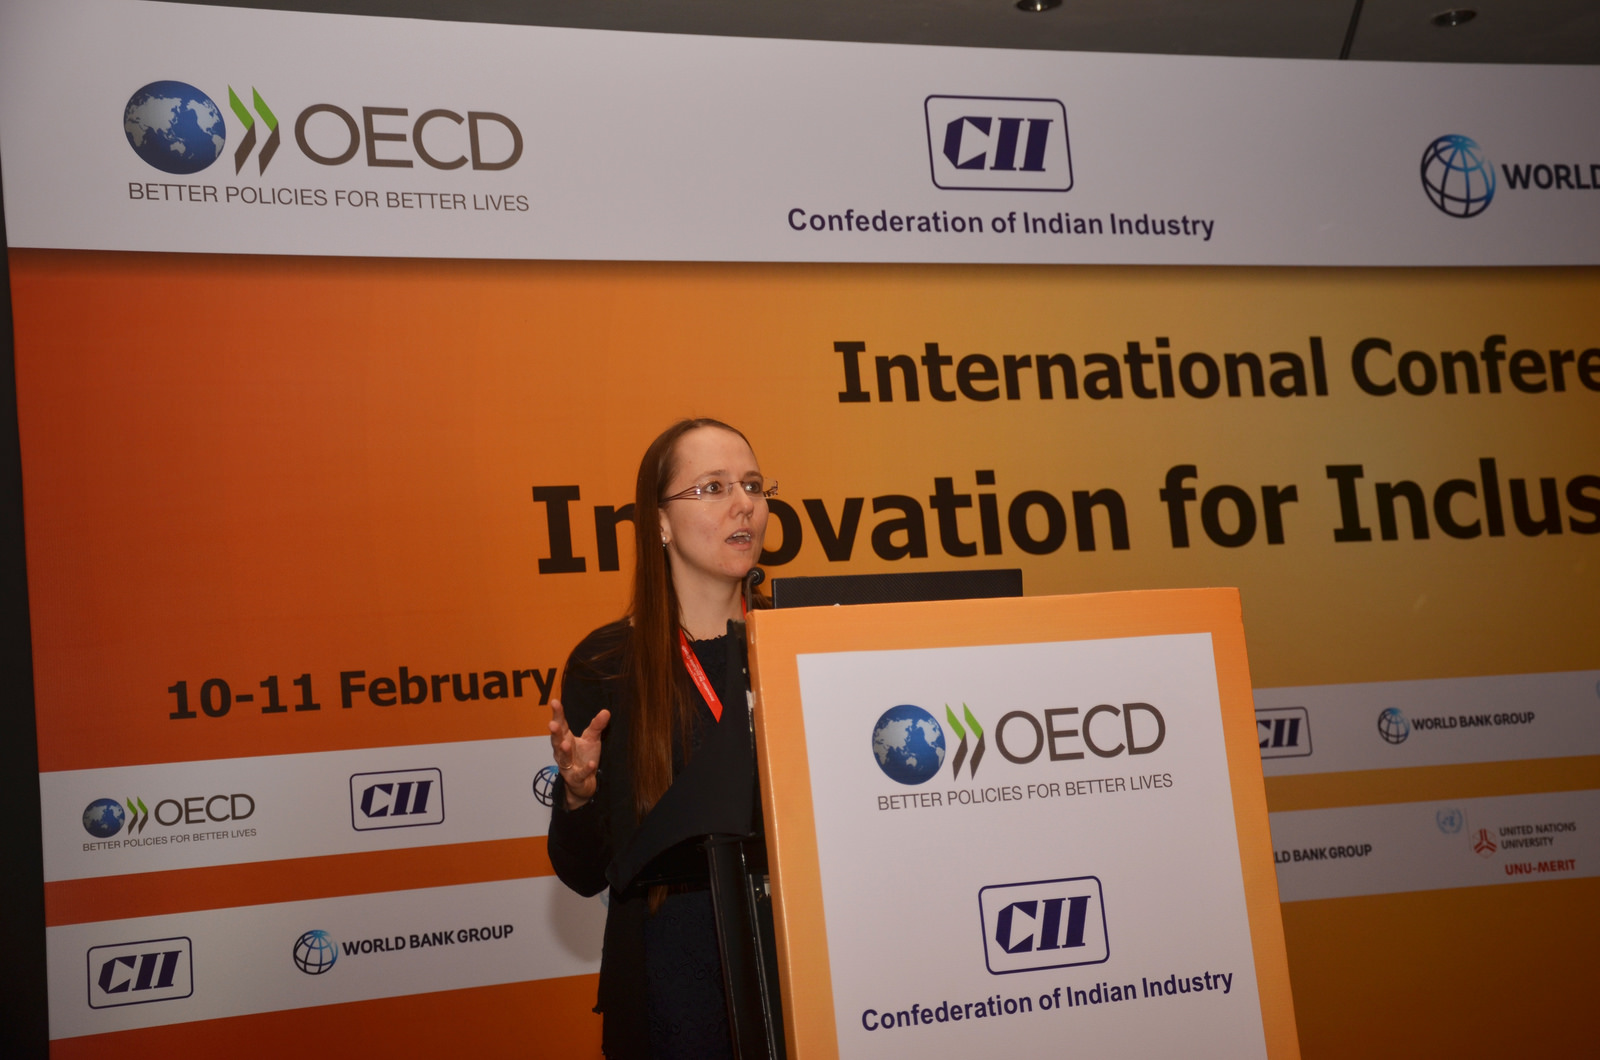 OECD
BETTER POLICIES FOR BETTER LIVES
CII
Confederation of Indian Industry
WORLD
International Confere
Innovation for Inclus
10-11 February
OECD
BETTER POLICIES FOR BETTER LIVES
CII
CII
WORLD BANK GROUP
OECD
BETTER POLICIES FOR BETTER LIVES
CII
Confederation of Indian Industry
CII
WORLD BANK GROUP
LD BANK GROUP
UNITED NATIONS
UNIVERSITY
UNU-MERIT